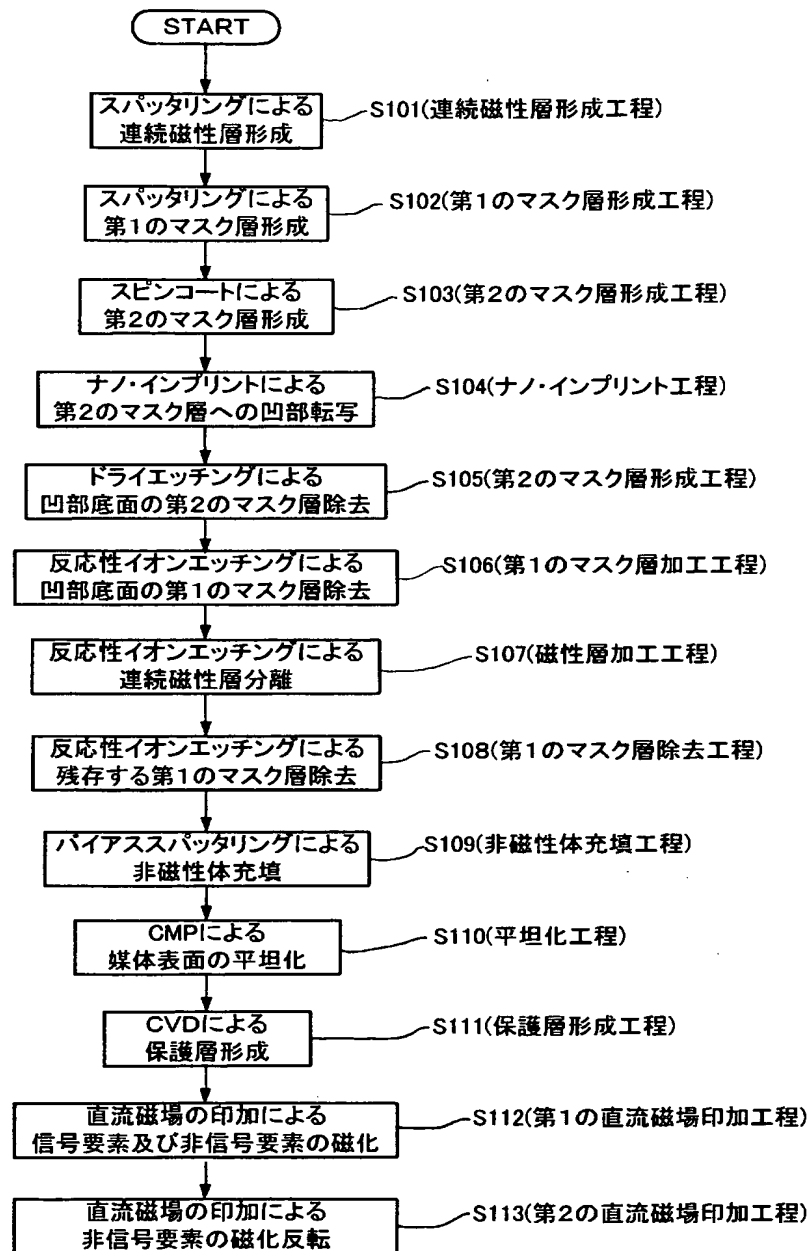 START
スパッタリングによる
連続磁性層形成
S101(連続磁性層形成工程)
スパッタリングによる
第1のマスク層形成
S102(第1のマスク層形成工程)
スピンコートによる
第2のマスク層形成
S103(第2のマスク層形成工程)
ナノ・インプリントによる
第2のマスク層への凹部転写
S104(ナノ・インプリント工程)
ドライエッチングによる
凹部底面の第2のマスク層除去
S105(第2のマスク層形成工程)
反応性イオンエッチングによる
凹部底面の第1のマスク層除去
S106(第1のマスク層加工工程)
反応性イオンエッチングによる
連続磁性層分離
S107(磁性層加工工程)
反応性イオンエッチングによる
残存する第1のマスク層除去
S108(第1のマスク層除去工程)
バイアススパッタリングによる
非磁性体充填
S109(非磁性体充填工程)
CMPによる
媒体表面の平坦化
S110(平坦化工程)
CVDによる
保護層形成
S111(保護層形成工程)
直流磁場の印加による
信号要素及び非信号要素の磁化
S112(第1の直流磁場印加工程)
直流磁場の印加による
非信号要素の磁化反転
S113(第2の直流磁場印加工程)